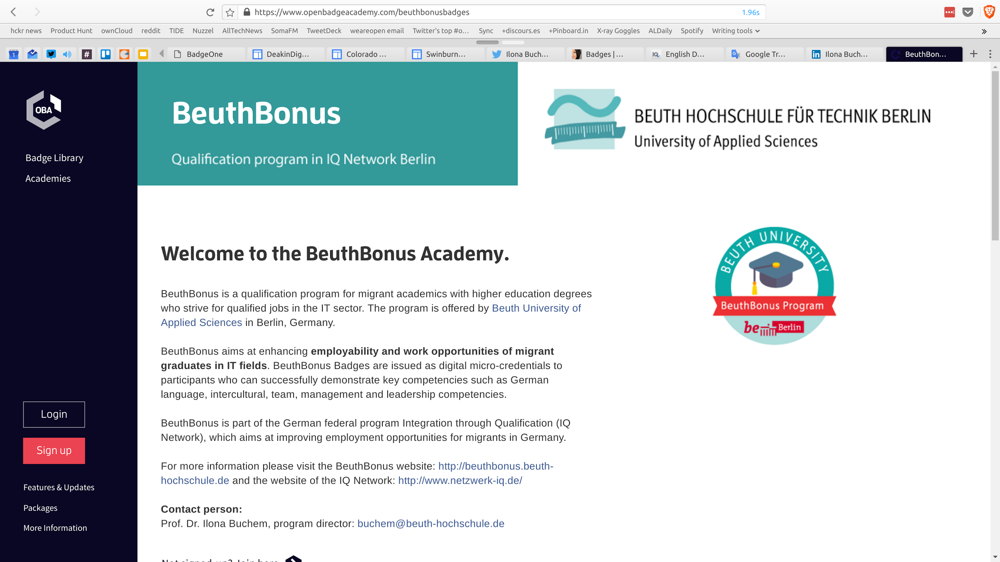 https://www.openbadgeacademy.com/beuthbonusbadges
1.96s
hckr news Product Hunt ownCloud reddit TIDE Nuzzel AllTechNews SomaFM TweetDeck weareopen email Twitter's top #o... Sync +discours.es +Pinboard.in X-ray Goggles ALDaily Spotify Writing tools
1 # BadgeOne DeakinDig... Colorado ... Swinburn... Ilona Buch... Badges | ... IQ English D... Google Tr... in Ilona Buch... BeuthBon...
OBA
Badge Library
Academies
Login
Sign up
Features & Updates
Packages
More Information
BeuthBonus
Qualification program in IQ Network Berlin
BEUTH HOCHSCHULE FÜR TECHNIK BERLIN
University of Applied Sciences
Welcome to the BeuthBonus Academy.
BeuthBonus is a qualification program for migrant academics with higher education degrees
who strive for qualified jobs in the IT sector. The program is offered by Beuth University of
Applied Sciences in Berlin, Germany.
BeuthBonus aims at enhancing employability and work opportunities of migrant
graduates in IT fields. BeuthBonus Badges are issued as digital micro-credentials to
participants who can successfully demonstrate key competencies such as German
language, intercultural, team, management and leadership competencies.
BeuthBonus is part of the German federal program Integration through Qualification (IQ
Network), which aims at improving employment opportunities for migrants in Germany.
For more information please visit the BeuthBonus website: http://beuthbonus.beuth-
hochschule.de and the website of the IQ Network: http://www.netzwerk-iq.de/
Contact person:
Prof. Dr. Ilona Buchem, program director: buchem@beuth-hochschule.de
Not signed-up? Join here
BEUTH UNIVERSITY
BeuthBonus Program
be Berlin